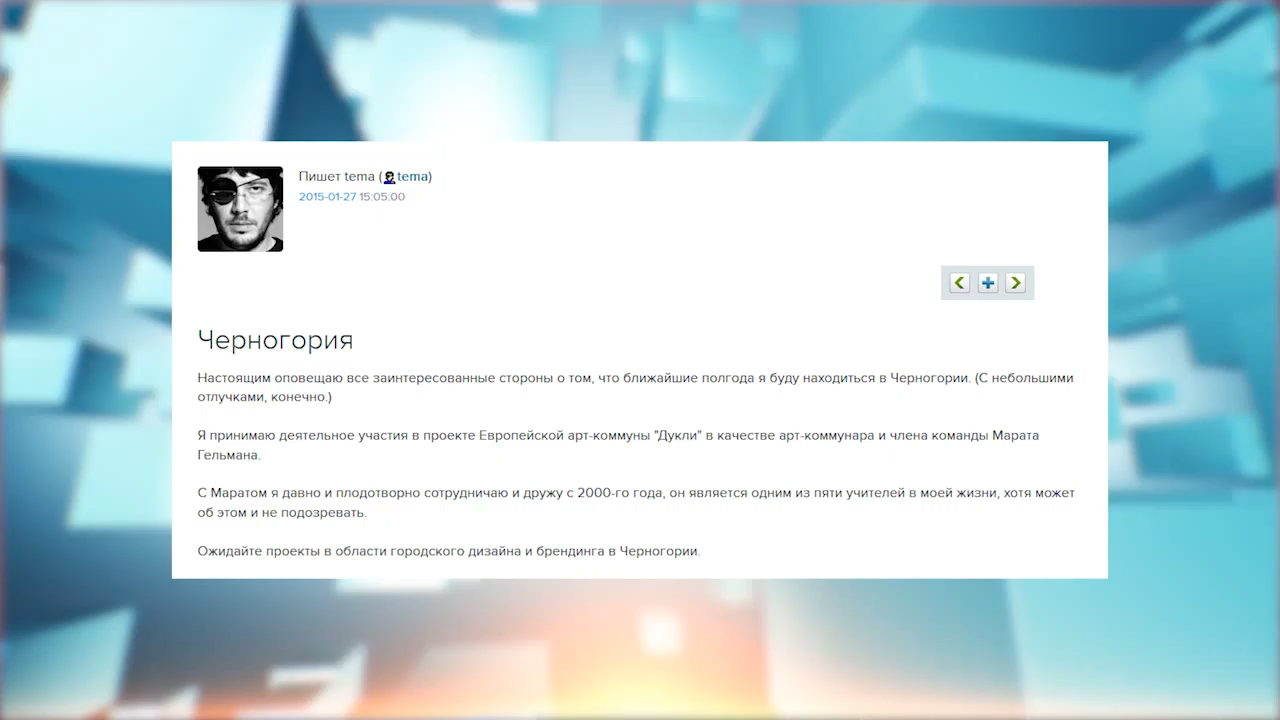 Пишет tema (tema)
2015-01-27 15:05:00
Черногория
Настоящим оповещаю все заинтересованные стороны о том, что ближайшие полгода я буду находиться в Черногории. (С небольшими
отлучками, конечно.)
Я принимаю деятельное участия в проекте Европейской арт-коммуны "Дукли" в качестве арт-коммунара и члена команды Марата
Гельмана.
С Маратом я давно и плодотворно сотрудничаю и дружу с 2000-го года, он является одним из пяти учителей в моей жизни, хотя может
об этом и не подозревать.
Ожидайте проекты в области городского дизайна и брендинга в Черногории.